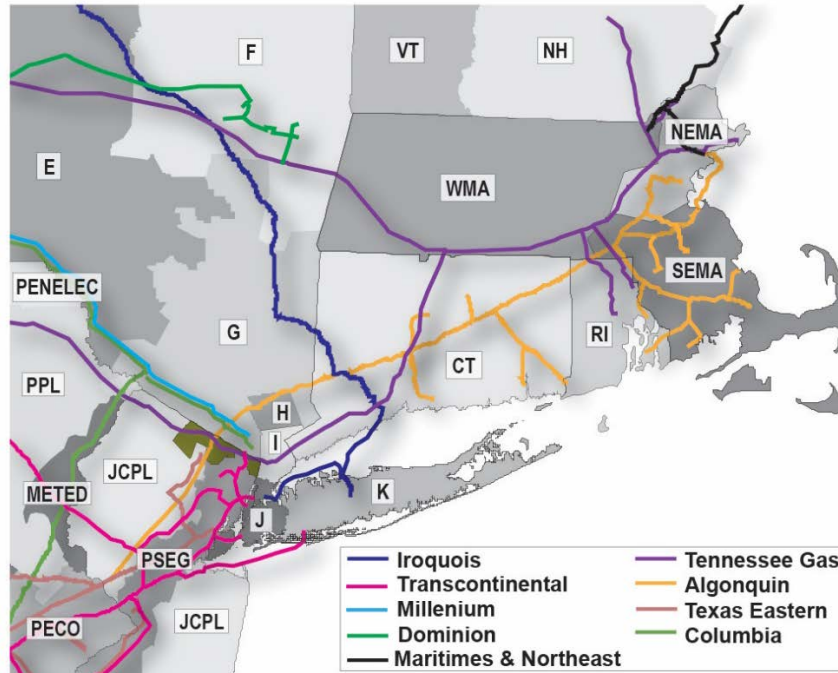 F
VT
NH
NEMA
E
WMA
SEMA
PENELEC
G
RI
CT
PPL
H
I
JCPL
METED
K
J
PSEG
PECO
JCPL
Iroquois
Transcontinental
Millenium
Dominion
Maritimes & Northeast
Tennessee Gas
Algonquin
Texas Eastern
Columbia